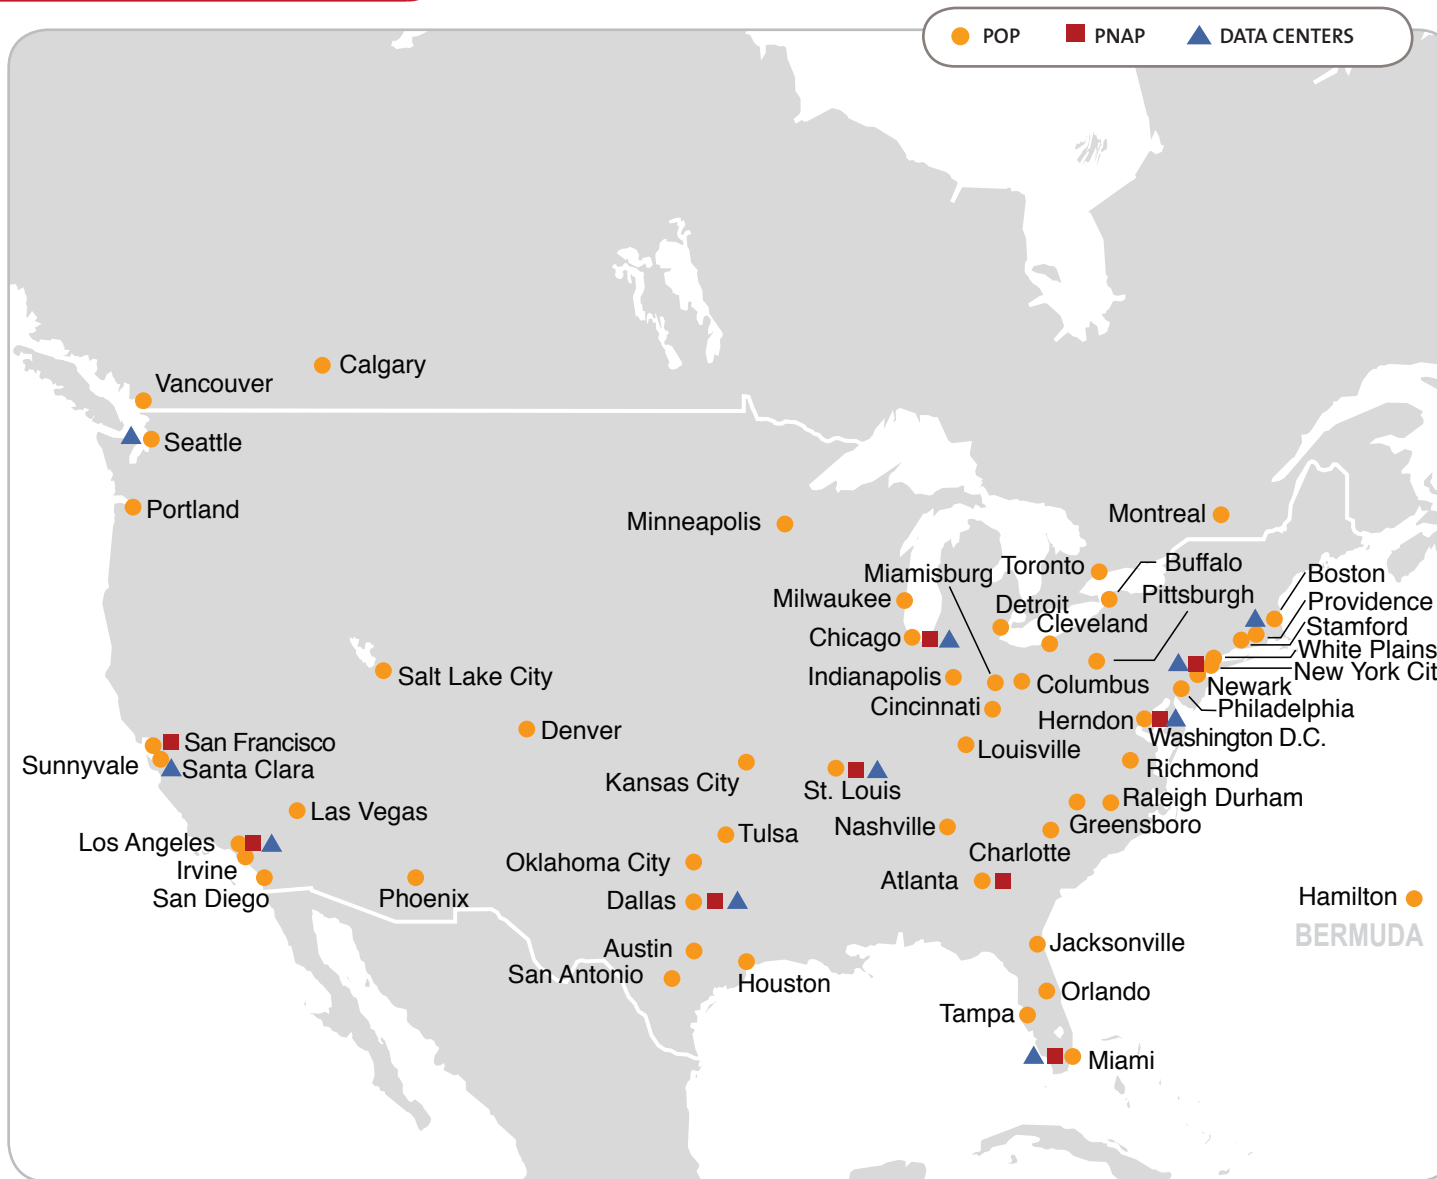 POP PNAP DATA CENTERS
Calgary
Vancouver
Seattle
Portland
Minneapolis
Montreal
Toronto
Buffalo
Miamisburg
Boston
Pittsburgh
Milwaukee
Detroit
Providence
Cleveland
Stamford
Chicago
White Plains
New York Cit
Salt Lake City
Indianapolis
Columbus
Newark
Cincinnati
Philadelphia
Herndon
Denver
Washington D.C.
San Francisco
Louisville
Sunnyvale
Santa Clara
Richmond
Kansas City
St. Louis
Raleigh Durham
Las Vegas
Greensboro
Nashville
Tulsa
Los Angeles
Charlotte
Oklahoma City
Irvine
Atlanta
San Diego
Phoenix
Dallas
Hamilton
BERMUDA
Jacksonville
Austin
San Antonio
Houston
Orlando
Tampa
Miami